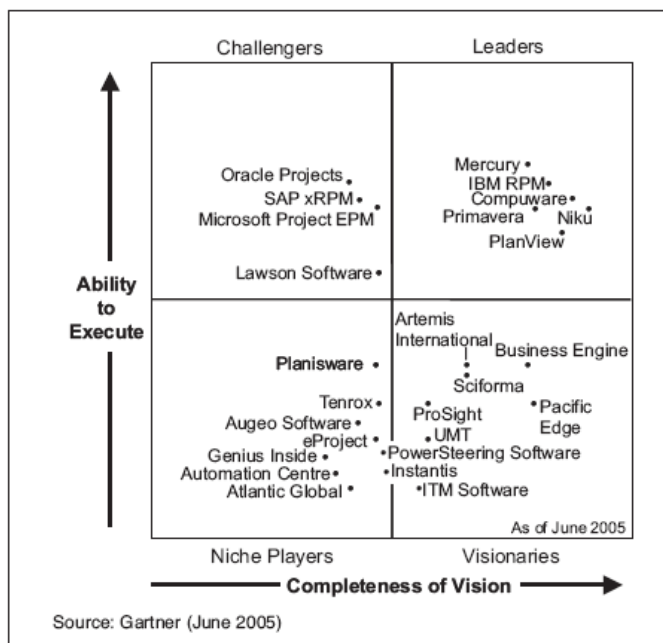 Challengers
Leaders
Oracle Projects
SAP xRPM
Microsoft Project EPM
Lawson Software
Mercury
IBM RPM
Compuware
Primavera
Niku
PlanView
Ability
to
Execute
Planisware
Tenrox
Augeo Software
eProject
Genius Inside
Automation Centre
Atlantic Global
Artemis
International
Business Engine
Sciforma
ProSight
Pacific
Edge
UMT
PowerSteering Software
Instantis
ITM Software
As of June 2005
Niche Players
Visionaries
Completeness of Vision
Source: Gartner (June 2005)